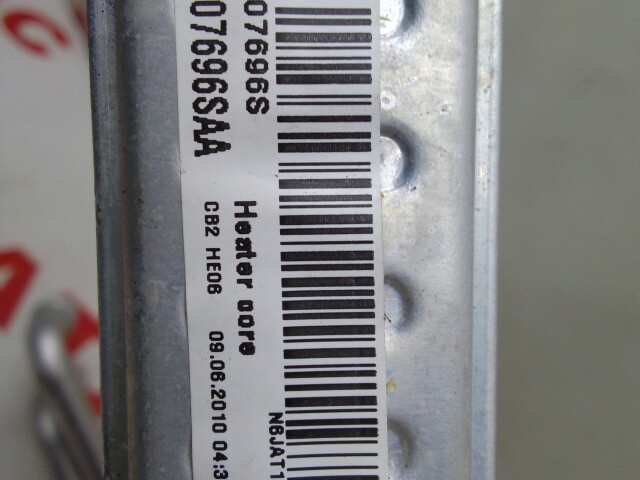 07696S
07696SAA
Heater core
CB2 HE06 09.06.2010 04:3
N6JAT1